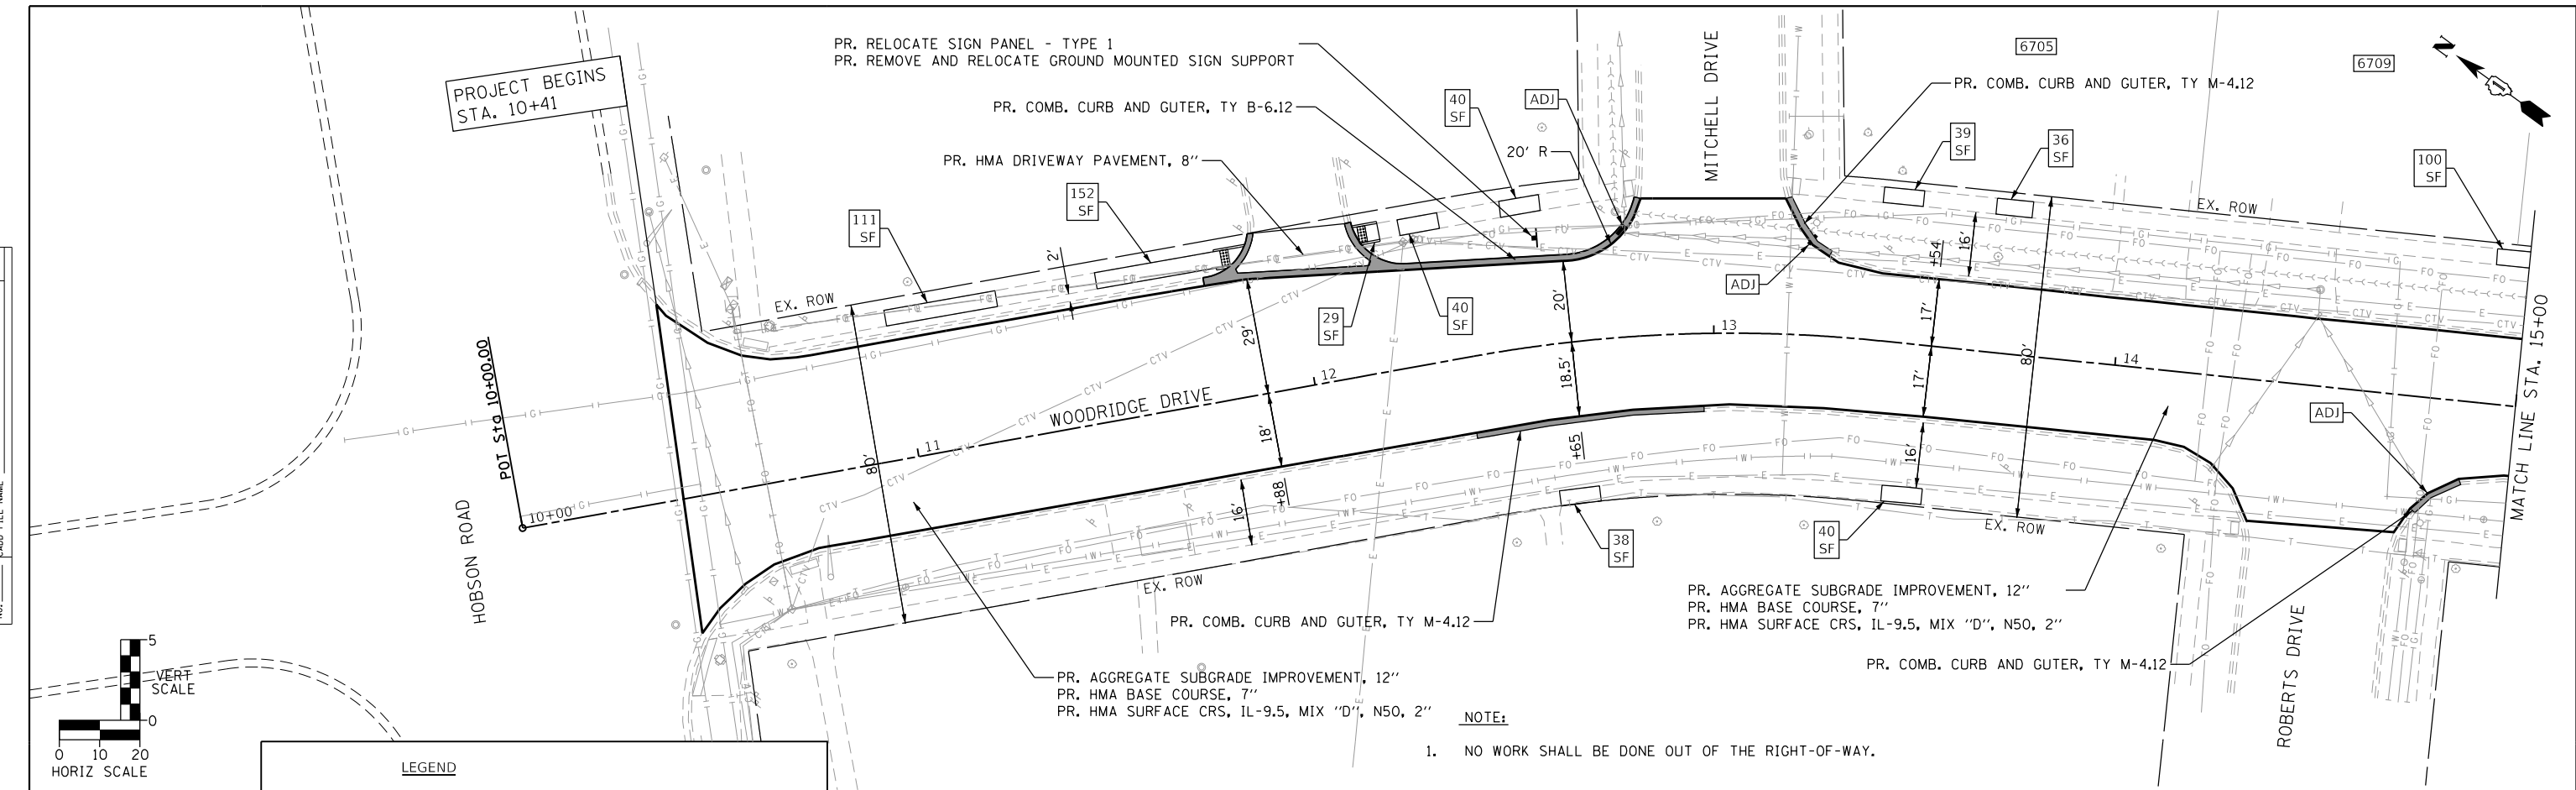 PROJECT BEGINS
STA. 10+41
PR. RELOCATE SIGN PANEL - TYPE 1
PR. REMOVE AND RELOCATE GROUND MOUNTED SIGN SUPPORT
PR. COMB. CURB AND GUTER, TY B-6.12
PR. HMA DRIVEWAY PAVEMENT, 8"
40
SF
ADJ
20' R
MITCHELL DRIVE
6705
6709
N
PR. COMB. CURB AND GUTER, TY M-4.12
39
SF
36
SF
100
SF
152
SF
111
SF
2'
EX. ROW
EX. ROW
29
SF
40
SF
ADJ
+54
16'
29'
20'
17'
80'
13
14
12
11
10+00
POT Sta 10+00.00
WOODRIDGE DRIVE
HOBSON ROAD
80'
18'
18.5'
17'
16'
+88
+65
16'
38
SF
40
SF
EX. ROW
EX. ROW
ADJ
MATCH LINE STA. 15+00
ROBERTS DRIVE
PR. COMB. CURB AND GUTER, TY M-4.12
PR. AGGREGATE SUBGRADE IMPROVEMENT, 12"
PR. HMA BASE COURSE, 7"
PR. HMA SURFACE CRS, IL-9.5, MIX "D", N50, 2"
PR. COMB. CURB AND GUTER, TY M-4.12
PR. AGGREGATE SUBGRADE IMPROVEMENT, 12"
PR. HMA BASE COURSE, 7"
PR. HMA SURFACE CRS, IL-9.5, MIX "D", N50, 2"
NOTE:
1. NO WORK SHALL BE DONE OUT OF THE RIGHT-OF-WAY.
5
VERT
SCALE
0
0 10 20
HORIZ SCALE
LEGEND